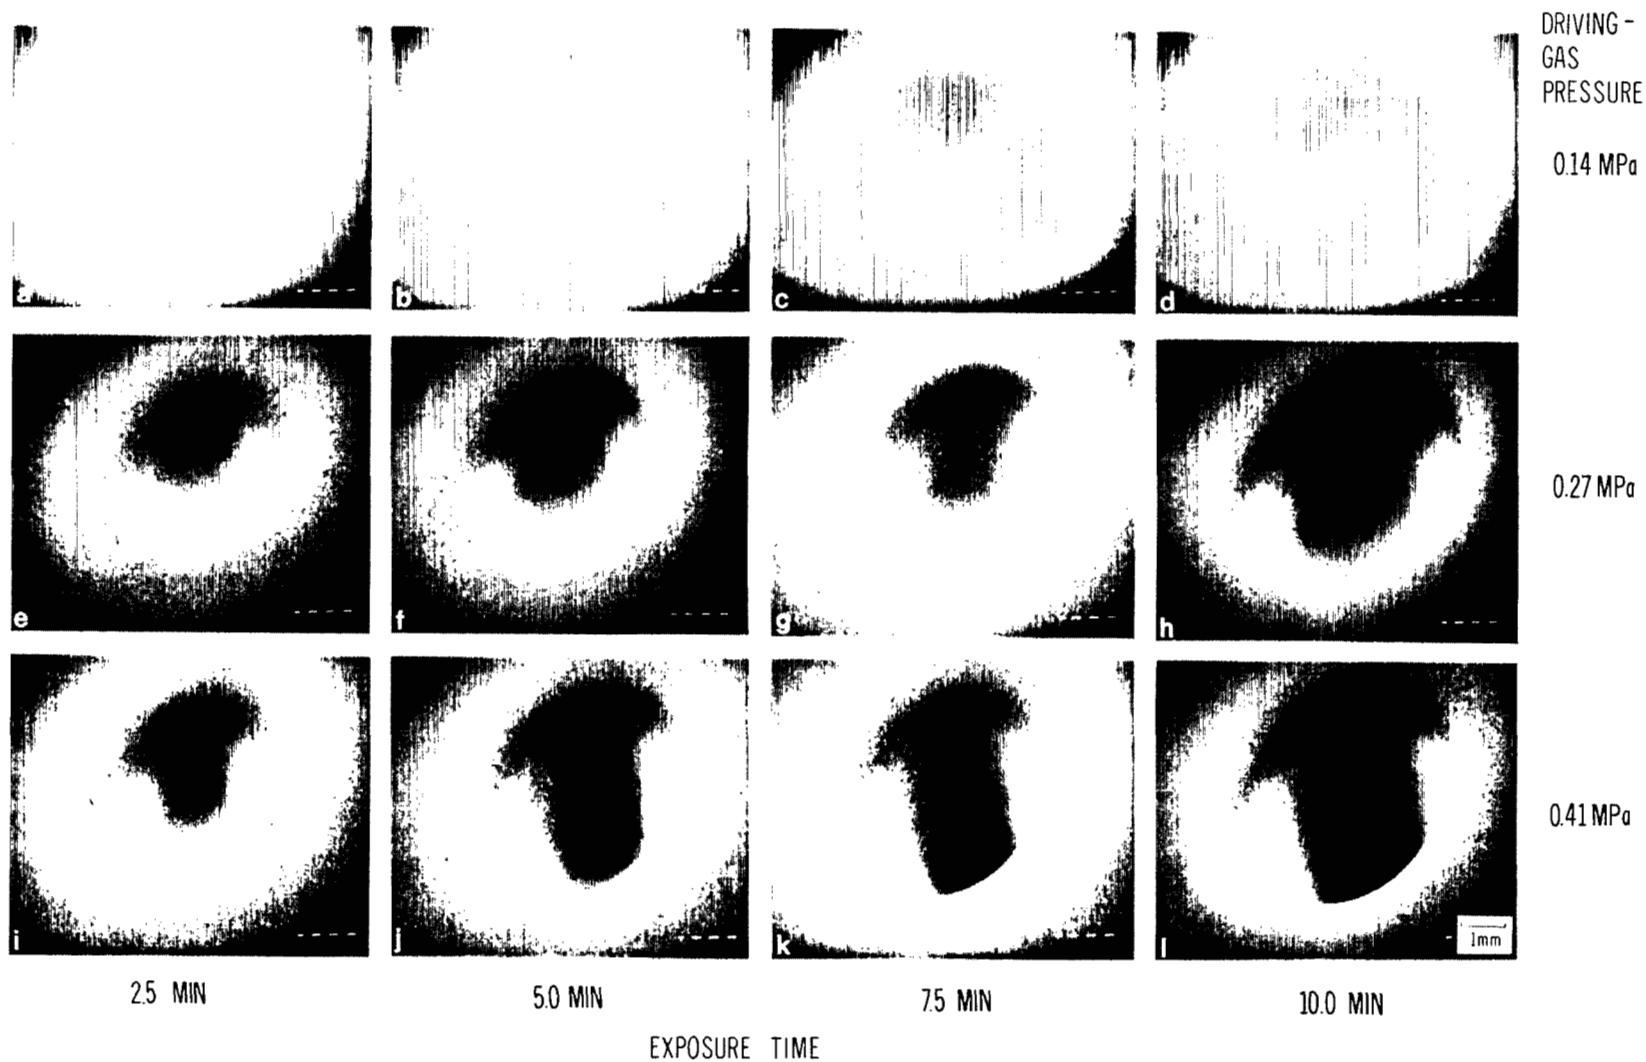 DRIVING-
GAS
PRESSURE
a
b
c
d
0.14 MPa
e
f
g
h
0.27 MPa
i
j
k
l
0.41 MPa
1mm
2.5 MIN
5.0 MIN
7.5 MIN
10.0 MIN
EXPOSURE TIME